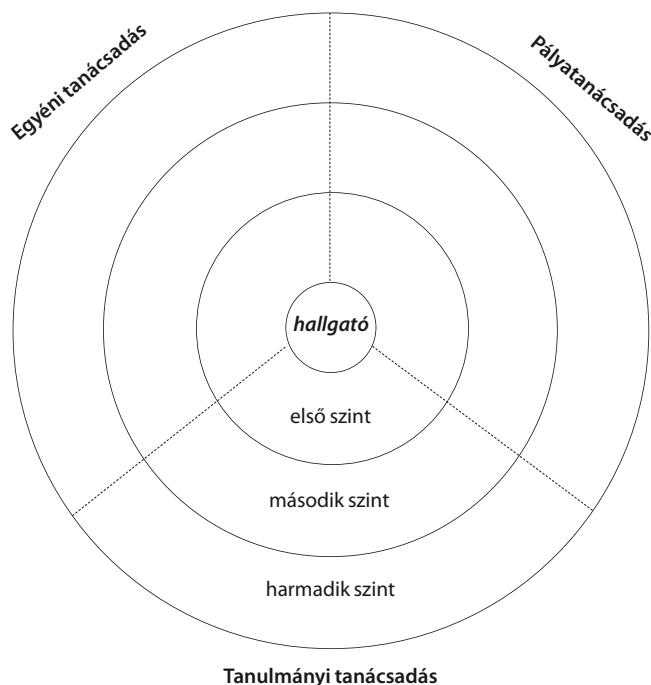 Egyéni tanácsadás
Pályatanácsadás
hallgató
első szint
második szint
harmadik szint
Tanulmányi tanácsadás